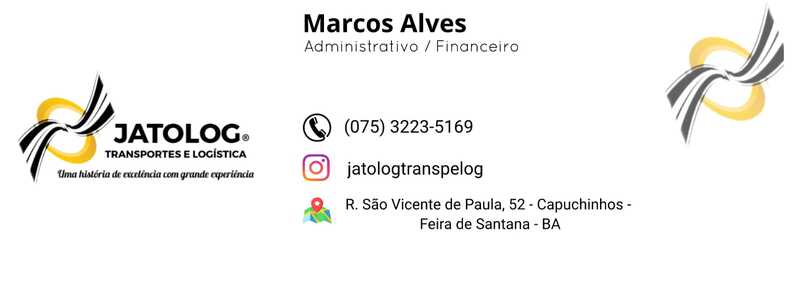 Marcos Alves
Administrativo / Financeiro
JATOLOG®
TRANSPORTES E LOGÍSTICA
Uma história de excelência com grande experiência
(075) 3223-5169
jatologtranspelog
R. São Vicente de Paula, 52 - Capuchinhos -
Feira de Santana - BA